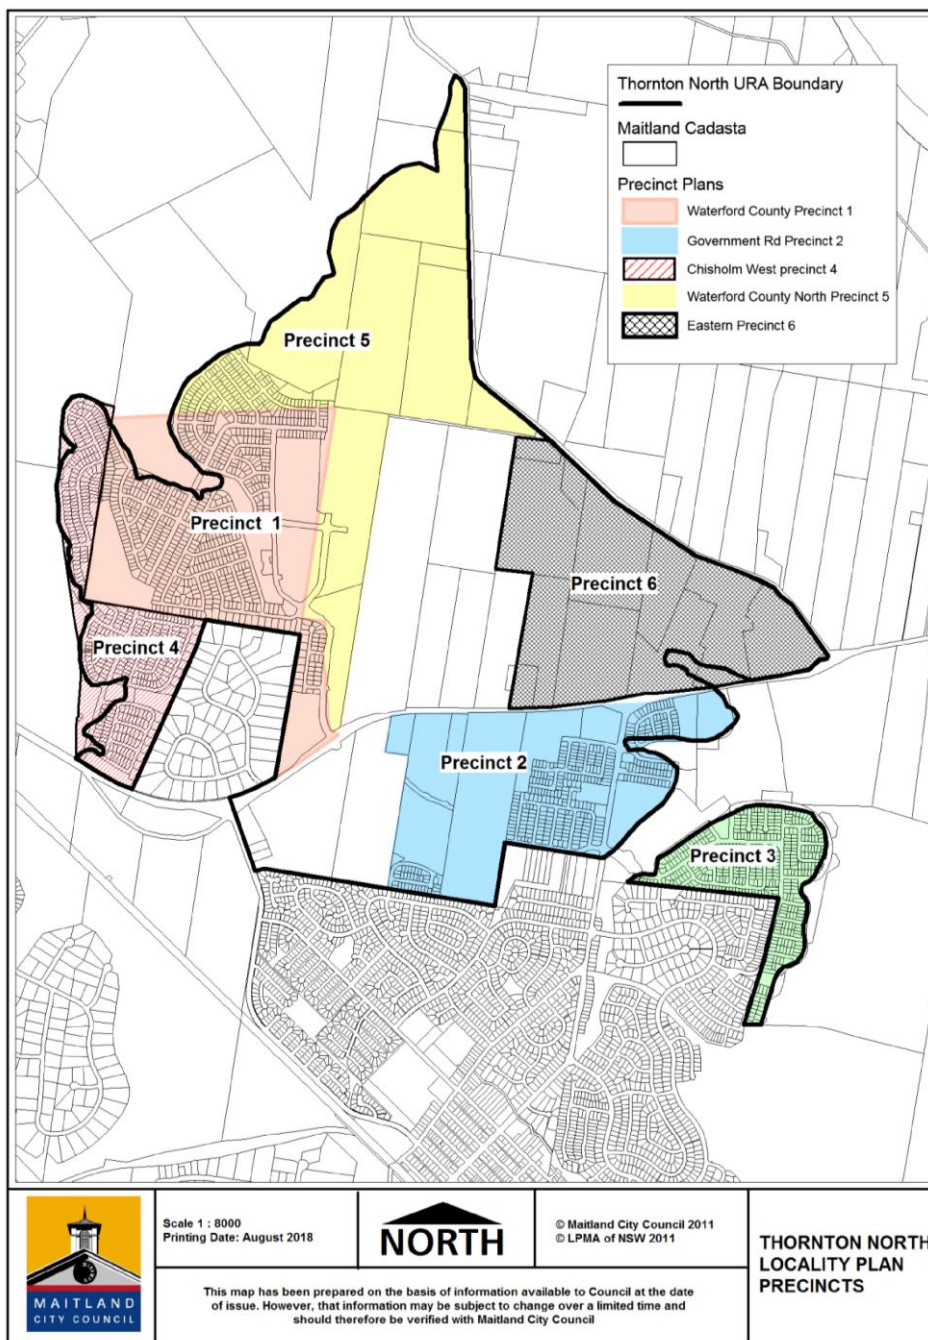 Thornton North URA Boundary
Maitland Cadasta
Precinct Plans
Waterford County Precinct 1
Government Rd Precinct 2
Chisholm West precinct 4
Waterford County North Precinct 5
Eastern Precinct 6
Precinct 5
Precinct 1
Precinct 6
Precinct 4
Precinct 2
Precinct 3
MAITLAND
CITY COUNCIL
Scale 1 : 8000
Printing Date: August 2018
NORTH
© Maitland City Council 2011
© LPMA of NSW 2011
This map has been prepared on the basis of information available to Council at the date
of issue. However, that information may be subject to change over a limited time and
should therefore be verified with Maitland City Council
THORNTON NORTH
LOCALITY PLAN
PRECINCTS